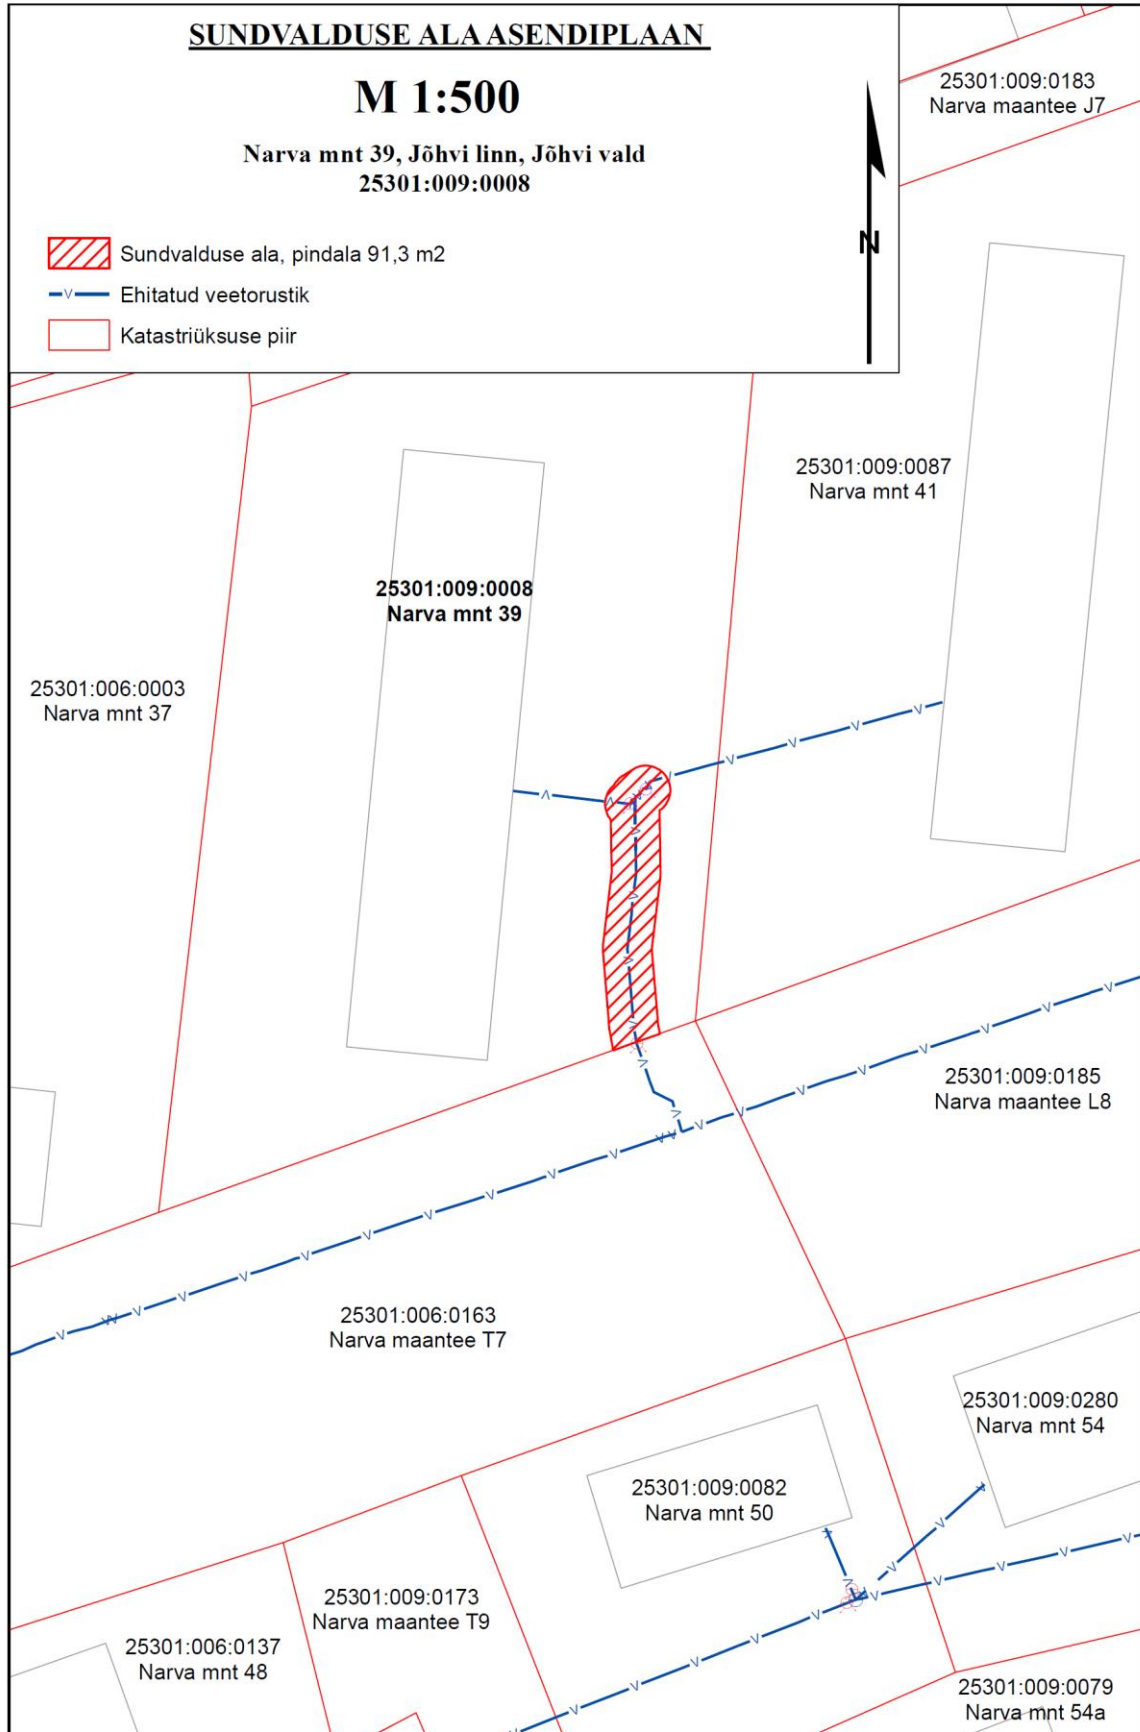 SUNDVALDUSE ALA ASENDIPLAAN
M 1:500
Narva mnt 39, Jõhvi linn, Jõhvi vald
25301:009:0008
N
Sundvalduse ala, pindala 91,3 m2
V
Ehitatud veetorustik
Katastriüksuse piir
25301:009:0183
Narva maantee J7
25301:009:0087
Narva mnt 41
25301:009:0008
Narva mnt 39
25301:006:0003
Narva mnt 37
25301:009:0185
Narva maantee L8
25301:006:0163
Narva maantee T7
25301:009:0280
Narva mnt 54
25301:009:0082
Narva mnt 50
25301:009:0173
Narva maantee T9
25301:006:0137
Narva mnt 48
25301:009:0079
Narva mnt 54a